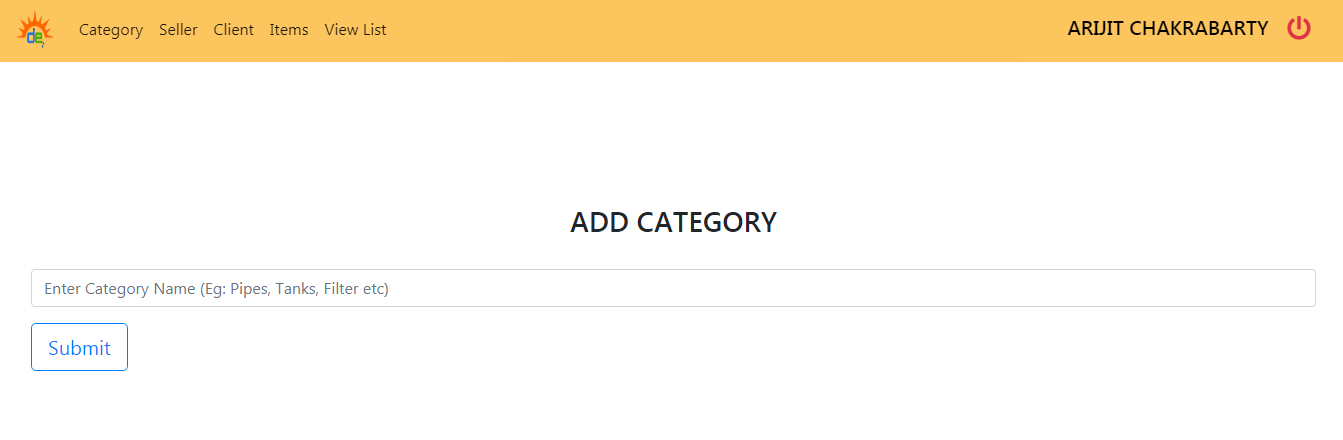 de
Category Seller Client Items View List ARIJIT CHAKRABARTY
ADD CATEGORY
Enter Category Name (Eg: Pipes, Tanks, Filter etc)
Submit